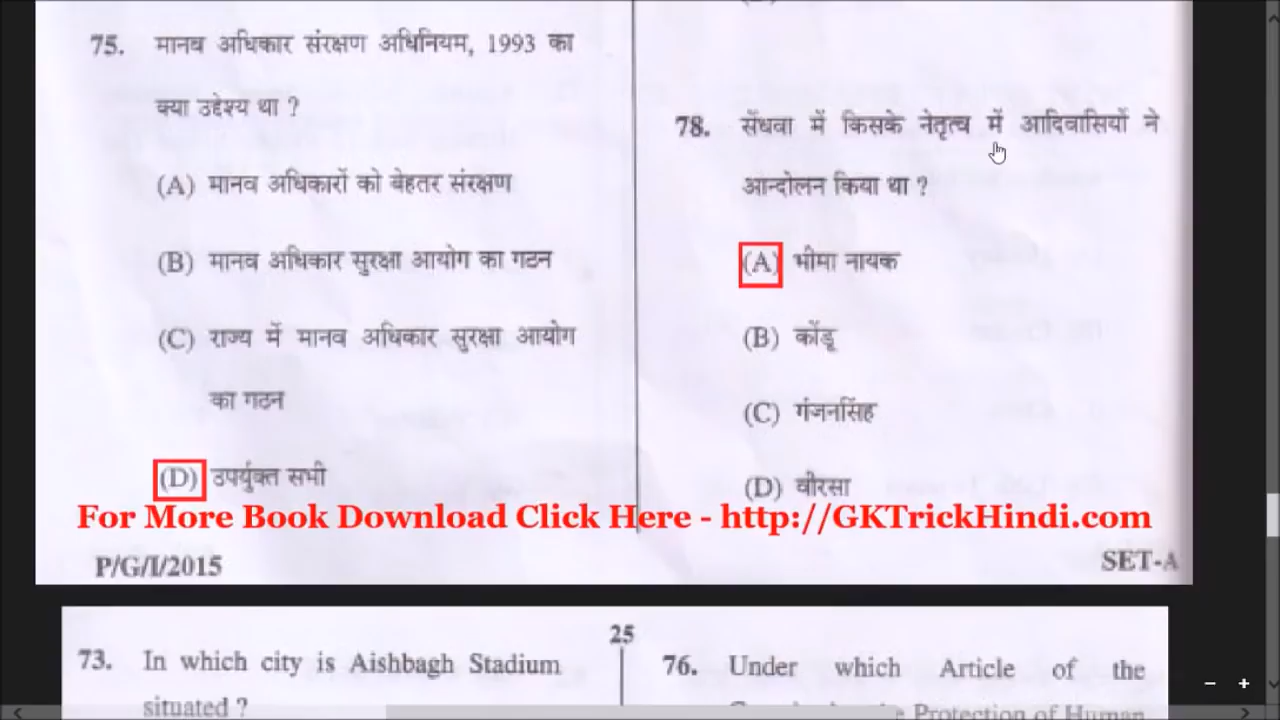 75. मानव अधिकार संरक्षण अधिनियम, 1993 का
क्या उद्देश्य था ?
(A) मानव अधिकारों को बेहतर संरक्षण
(B) मानव अधिकार सुरक्षा आयोग का गठन
(C) राज्य में मानव अधिकार सुरक्षा आयोग
का गठन
(D) उपर्युक्त सभी
78. सेंधवा में किसके नेतृत्व में आदिवासियों ने
आन्दोलन किया था ?
(A) भीमा नायक
(B) कोंडू
(C) गंजनसिंह
(D) वीरसा
For More Book Download Click Here - http://GKTrickHindi.com
P/G/I/2015
SET-A
25
73. In which city is Aishbagh Stadium
situated ?
76. Under which Article of the
Protection of Human